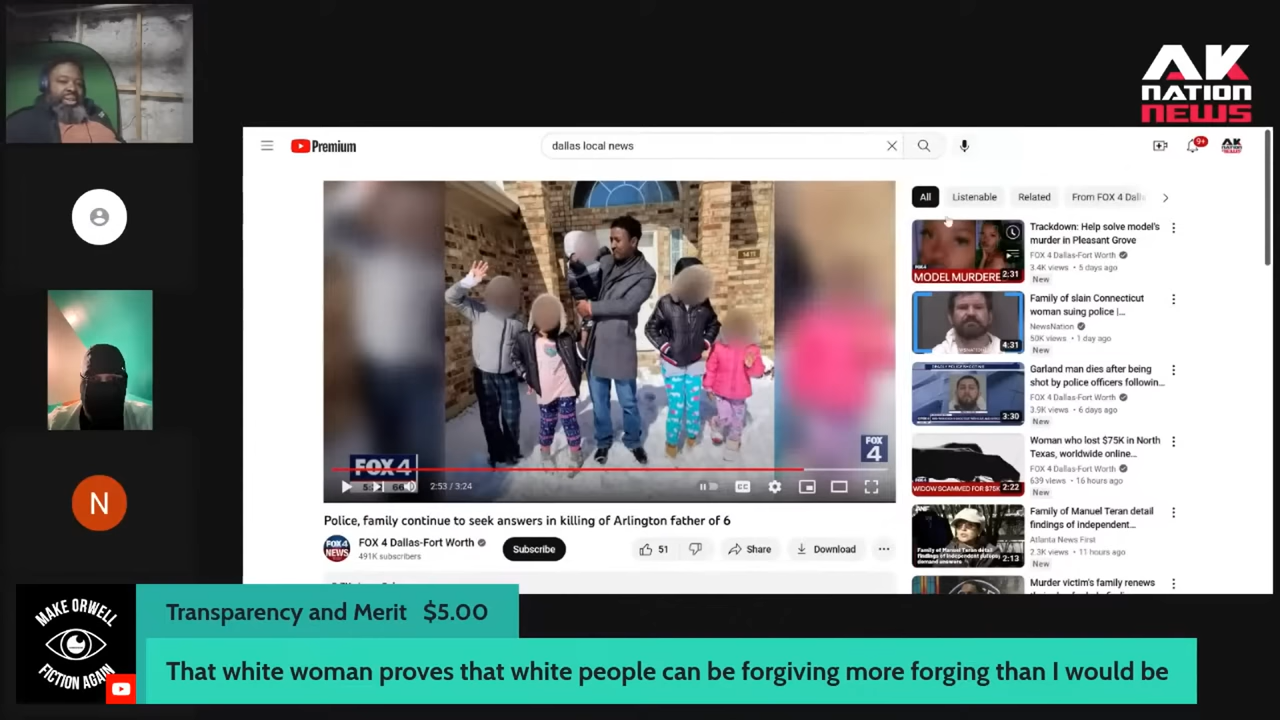 AK
NATION
NEWS
Premium
dallas local news
9+
AK
All
Listenable
Related
From FOX 4 Dall
FOX 4
FOX
4
2:53 / 3:24
CC
Police, family continue to seek answers in killing of Arlington father of 6
FOX 4
NEWS
FOX 4 Dallas-Fort Worth
491K subscribers
Subscribe
51
Share
Download
MODEL MURDERE
2:31
Trackdown: Help solve model's
murder in Pleasant Grove
FOX 4 Dallas-Fort Worth
3.4K views • 5 days ago
New
4:31
Family of slain Connecticut
woman suing police |...
NewsNation
50K views • 1 day ago
New
3:30
Garland man dies after being
shot by police officers followin...
FOX 4 Dallas-Fort Worth
3.9K views • 6 days ago
New
WIDOW SCAMMED FOR $75K
2:22
Woman who lost $75K in North
Texas, worldwide online...
FOX 4 Dallas-Fort Worth
639 views • 16 hours ago
New
2:13
Family of Manuel Teran detail
findings of independent...
Atlanta News First
2.3K views • 11 hours ago
New
Murder victim's family renews
N
MAKE ORWELL
FICTION AGAIN
Transparency and Merit $5.00
That white woman proves that white people can be forgiving more forging than I would be